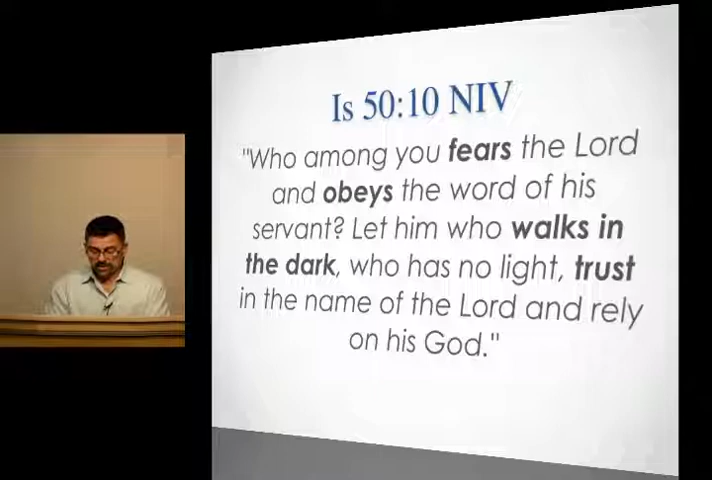 Is 50:10 NIV
"Who among you fears the Lord
and obeys the word of his
servant? Let him who walks in
the dark, who has no light, trust
in the name of the Lord and rely
on his God."